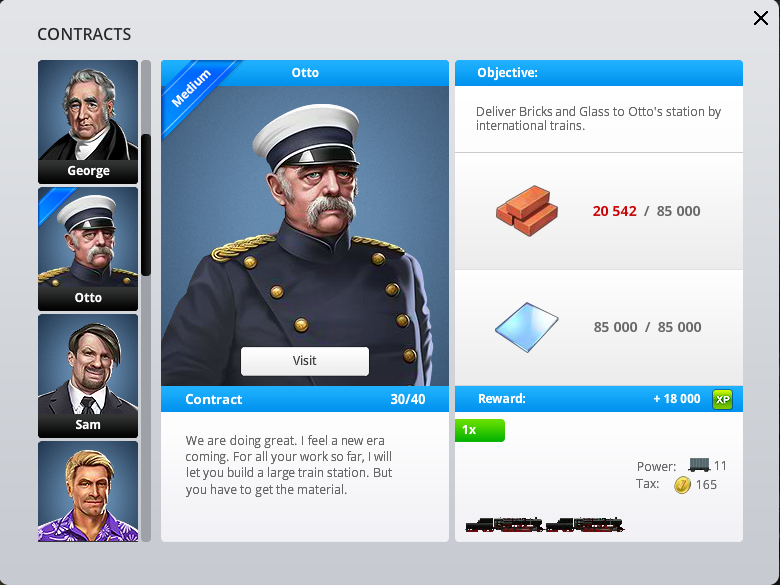 CONTRACTS
George
Otto
Sam
Medium
Otto
Visit
Contract 30/40
We are doing great. I feel a new era
coming. For all your work so far, I will
let you build a large train station. But
you have to get the material.
Objective:
Deliver Bricks and Glass to Otto's station by
international trains.
20 542 / 85 000
85 000 / 85 000
Reward: + 18 000 XP
1x
Power: 11
Tax: 165